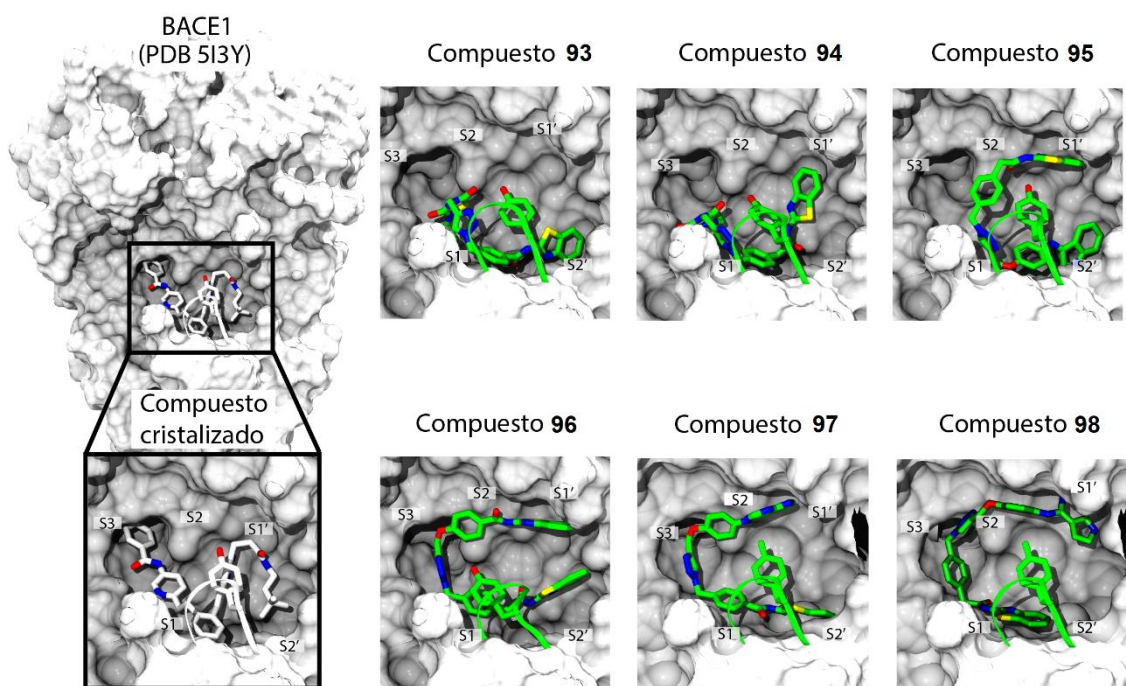 BACE1
(PDB 5I3Y)
Compuesto 93
S3
S2
S1'
S1
S2'
Compuesto 94
S3
S2
S1'
S1
S2'
Compuesto 95
S3
S2
S1'
S1
S2'
Compuesto
cristalizado
S3
S2
S1'
S1
S2'
Compuesto 96
S3
S2
S1'
S1
S2'
Compuesto 97
S3
S2
S1'
S1
S2'
Compuesto 98
S3
S2
S1'
S1
S2'